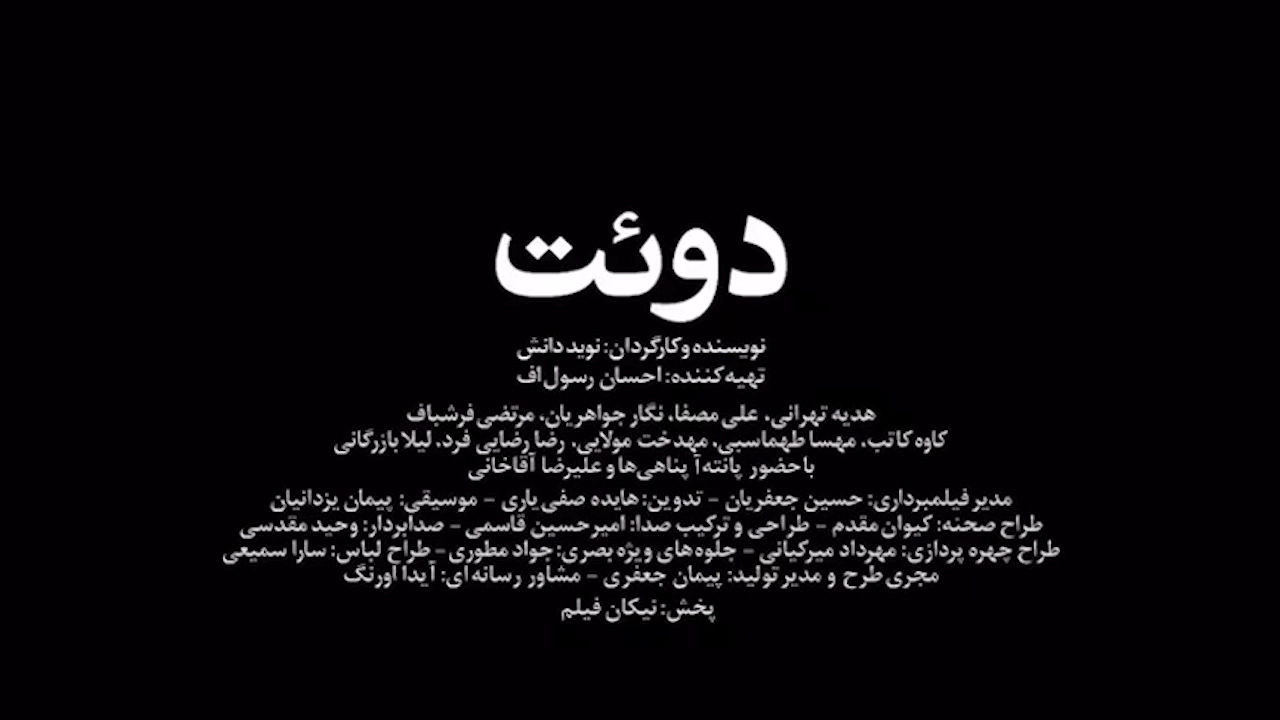 دوئت
نویسنده و کارگردان: نوید دانش
تهیه کننده: احسان رسول اف
هدیه تهرانی، علی مصفا، نگار جواهریان، مرتضی فرشباف
کاوه کاتب، مهسا طهماسبی، مهدخت مولایی، رضا رضایی فرد، لیلا بازرگانی
با حضور پانته آ پناهی‌ها و علیرضا آقاخانی
مدیر فیلمبرداری: حسین جعفریان - تدوین: هایده صفی یاری - موسیقی: پیمان یزدانیان
طراح صحنه: کیوان مقدم - طراحی و ترکیب صدا: امیرحسین قاسمی - صدابردار: وحید مقدسی
طراح چهره پردازی: مهرداد میرکیانی - جلوه‌های ویژه بصری: جواد مطوری - طراح لباس: سارا سمیعی
مجری طرح و مدیر تولید: پیمان جعفری - مشاور رسانه ای: آیدا اورنگ
پخش: نیکان فیلم